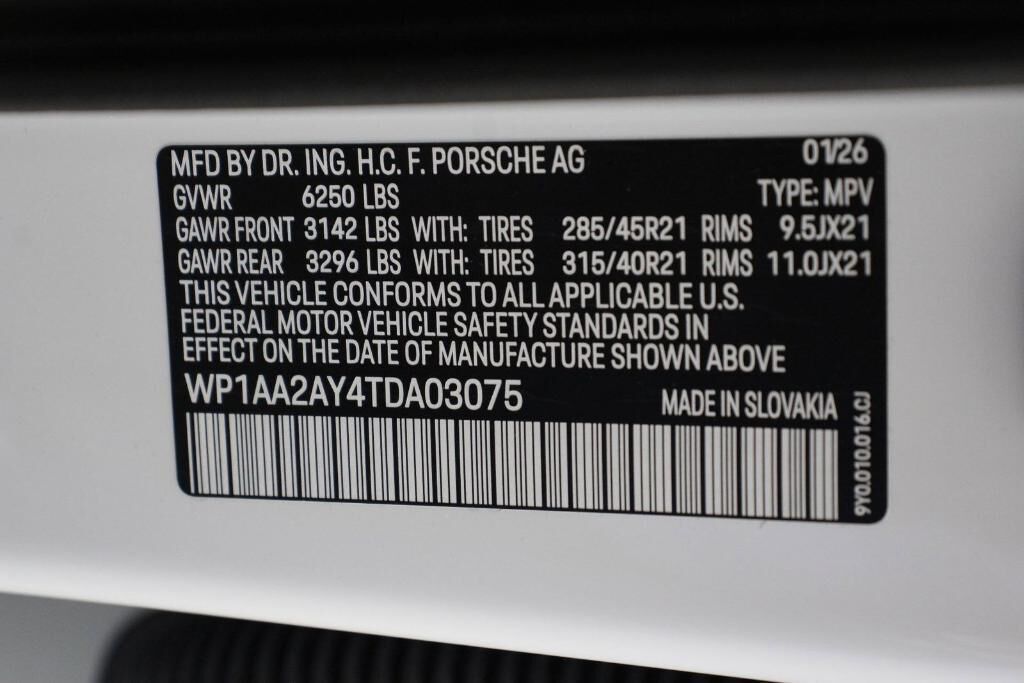 MFD BY DR. ING. H.C. F. PORSCHE AG 01/26
GVWR 6250 LBS TYPE: MPV
GAWR FRONT 3142 LBS WITH: TIRES 285/45R21 RIMS 9.5JX21
GAWR REAR 3296 LBS WITH: TIRES 315/40R21 RIMS 11.0JX21
THIS VEHICLE CONFORMS TO ALL APPLICABLE U.S.
FEDERAL MOTOR VEHICLE SAFETY STANDARDS IN
EFFECT ON THE DATE OF MANUFACTURE SHOWN ABOVE
WP1AA2AY4TDA03075 MADE IN SLOVAKIA
9Y0.010.016.CJ